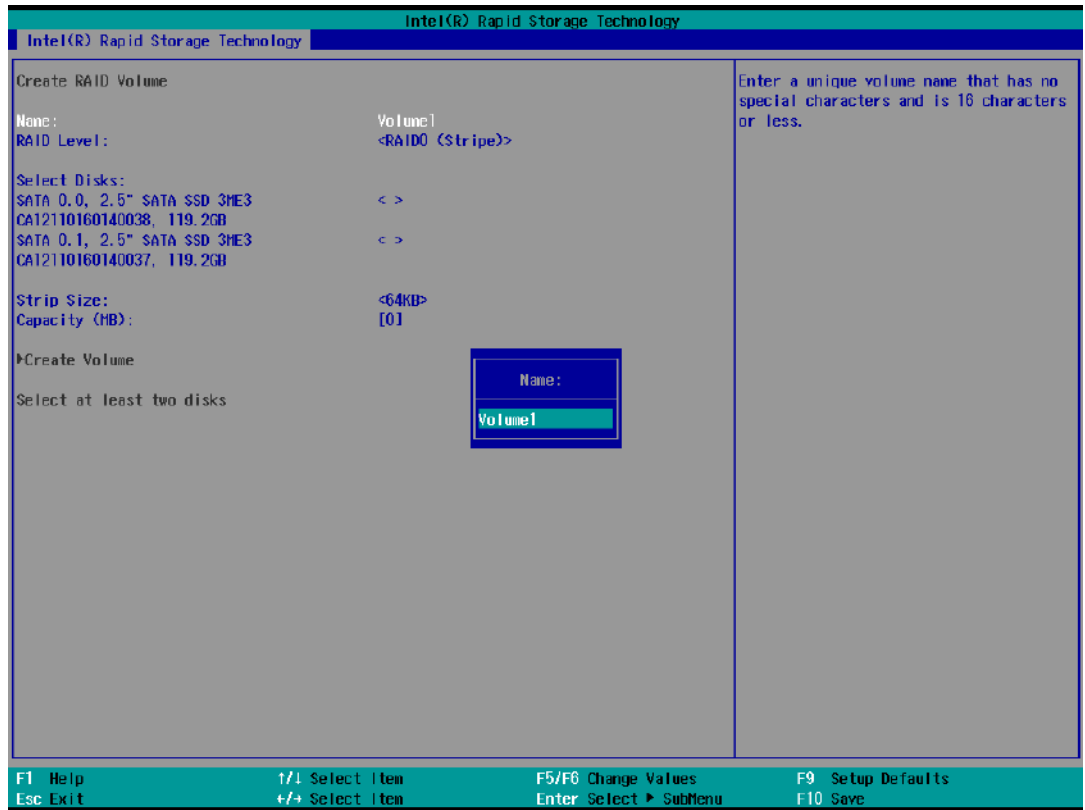 Intel(R) Rapid Storage Technology
Intel(R) Rapid Storage Technology
Create RAID Volume
Name: Volume1
RAID Level: <RAID0 (Stripe)>
Select Disks:
SATA 0.0, 2.5" SATA SSD 3ME3 < >
CA12110160140038, 119.2GB
SATA 0.1, 2.5" SATA SSD 3ME3 < >
CA12110160140037, 119.2GB
Strip Size: <64KB>
Capacity (MB): [0]
▶Create Volume
Select at least two disks
Name:
Volume1
Enter a unique volume name that has no
special characters and is 16 characters
or less.
F1 Help ↑/↓ Select Item F5/F6 Change Values F9 Setup Defaults
Esc Exit ←/→ Select Item Enter Select ▶ SubMenu F10 Save